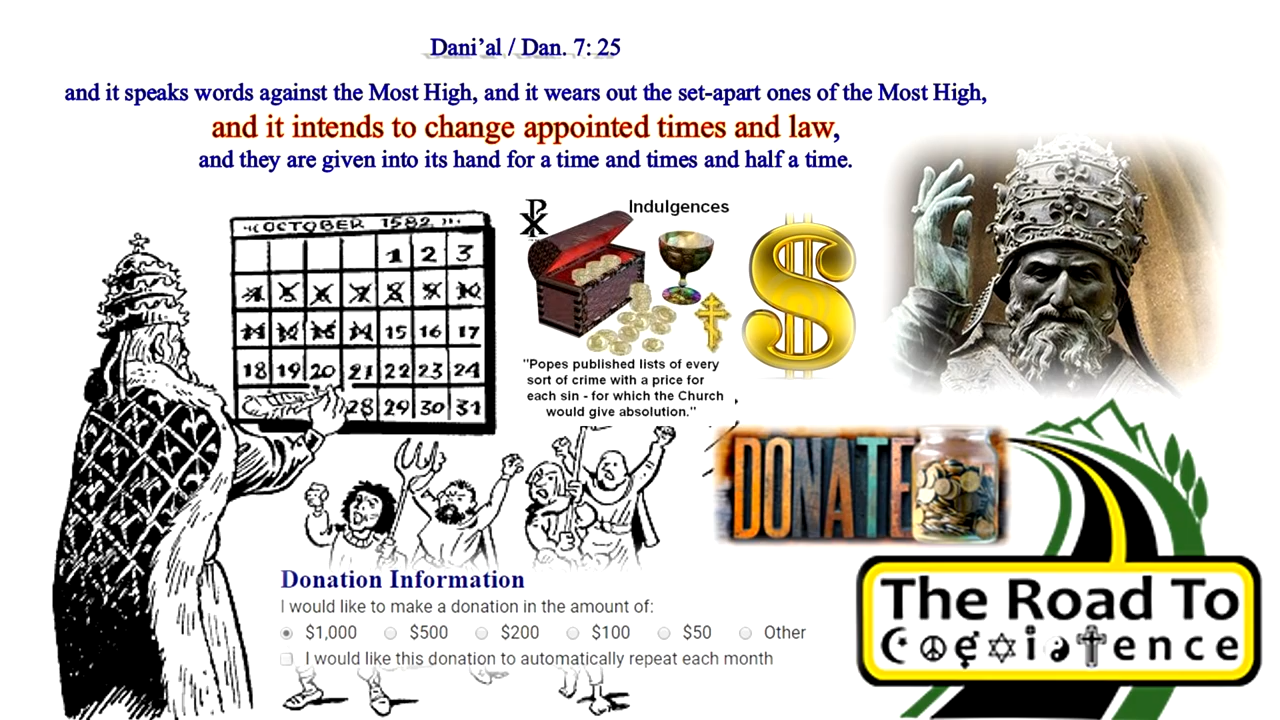 Dani'al / Dan. 7: 25
and it speaks words against the Most High, and it wears out the set-apart ones of the Most High,
and it intends to change appointed times and law,
and they are given into its hand for a time and times and half a time.
OCTOBER 1582
1 2 3
4 5 6 7 8 9 10
11 12 13 14 15 16 17
18 19 20 21 22 23 24
28 29 30 31
Indulgences
"Popes published lists of every
sort of crime with a price for
each sin - for which the Church
would give absolution."
$
DONATE
Donation Information
I would like to make a donation in the amount of:
$1,000 $500 $200 $100 $50 Other
I would like this donation to automatically repeat each month
The Road To
Coexistence